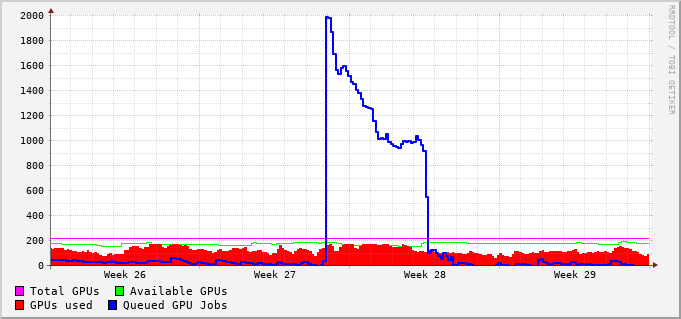 2000
1800
1600
1400
1200
1000
800
600
400
200
0
Week 26 Week 27 Week 28 Week 29
Total GPUs Available GPUs
GPUs used Queued GPU Jobs
RRDTOOL / TOBI OETIKER